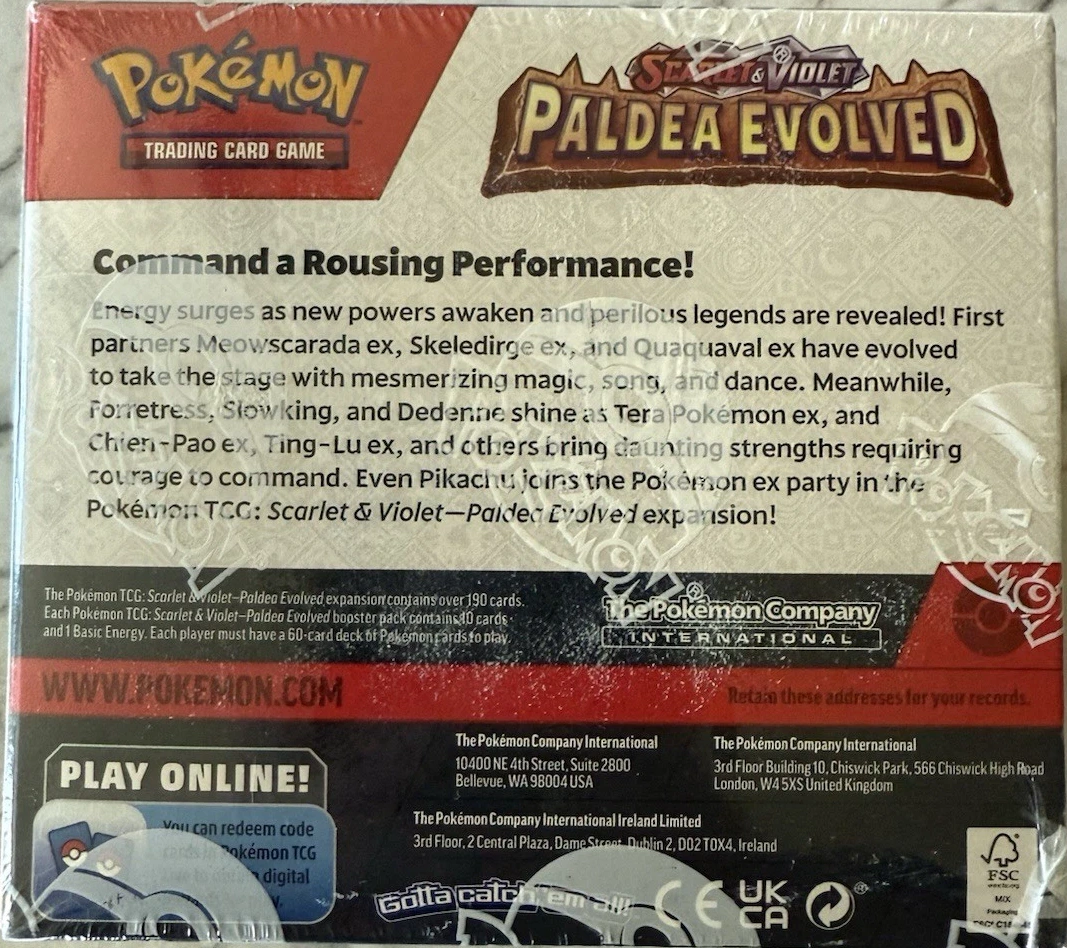 POKÉMON
TRADING CARD GAME
SCARLET & VIOLET
PALDEA EVOLVED
Command a Rousing Performance!
Energy surges as new powers awaken and perilous legends are revealed! First
partners Meowscarada ex, Skeledirge ex, and Quaquaval ex have evolved
to take the stage with mesmerizing magic, song, and dance. Meanwhile,
Forretress, Slowking, and Dedenne shine as Tera Pokémon ex, and
Chien-Pao ex, Ting-Lu ex, and others bring daunting strengths requiring
courage to command. Even Pikachu joins the Pokémon ex party in the
Pokémon TCG: Scarlet & Violet—Paldea Evolved expansion!
The Pokémon TCG: Scarlet & Violet–Paldea Evolved expansion contains over 190 cards.
Each Pokémon TCG: Scarlet & Violet–Paldea Evolved booster pack contains 10 cards
and 1 Basic Energy. Each player must have a 60-card deck of Pokémon cards to play.
The Pokémon Company
INTERNATIONAL
WWW.POKEMON.COM
Retain these addresses for your records.
The Pokémon Company International
10400 NE 4th Street, Suite 2800
Bellevue, WA 98004 USA
The Pokémon Company International
3rd Floor Building 10, Chiswick Park, 566 Chiswick High Road
London, W4 5XS United Kingdom
The Pokémon Company International Ireland Limited
3rd Floor, 2 Central Plaza, Dame Street, Dublin 2, D02 T0X4, Ireland
PLAY ONLINE!
You can redeem code
cards in Pokémon TCG
Live to obtain digital
Gotta catch 'em all!
CE
UK
CA
FSC
www.fsc.org
MIX
Packaging